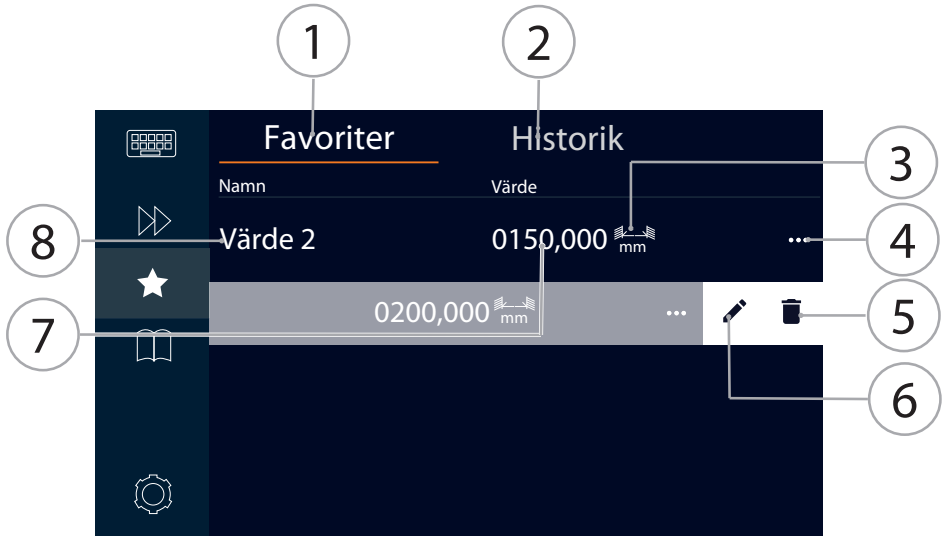 1 2
Favoriter Historik
3
Namn Värde
8 Värde 2 0150,000 mm ... 4
7 0200,000 mm ... 5
6